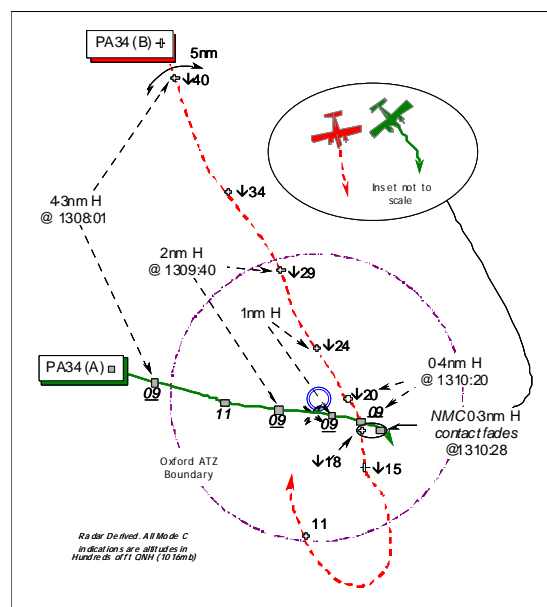 PA34 (B)
5nm
↓40
4·3nm H
@ 1308:01
↓34
Inset not to
scale
2nm H
@ 1309:40
↓29
1nm H
↓24
PA34 (A)
09
11
09
09
↓20
09
0·4nm H
@ 1310:20
NMC 0·3nm H
contact fades
@1310:28
↓18
↓15
Oxford ATZ
Boundary
11
Radar Derived. All Mode C
indications are altitudes in
Hundreds of ft QNH (1016mb)